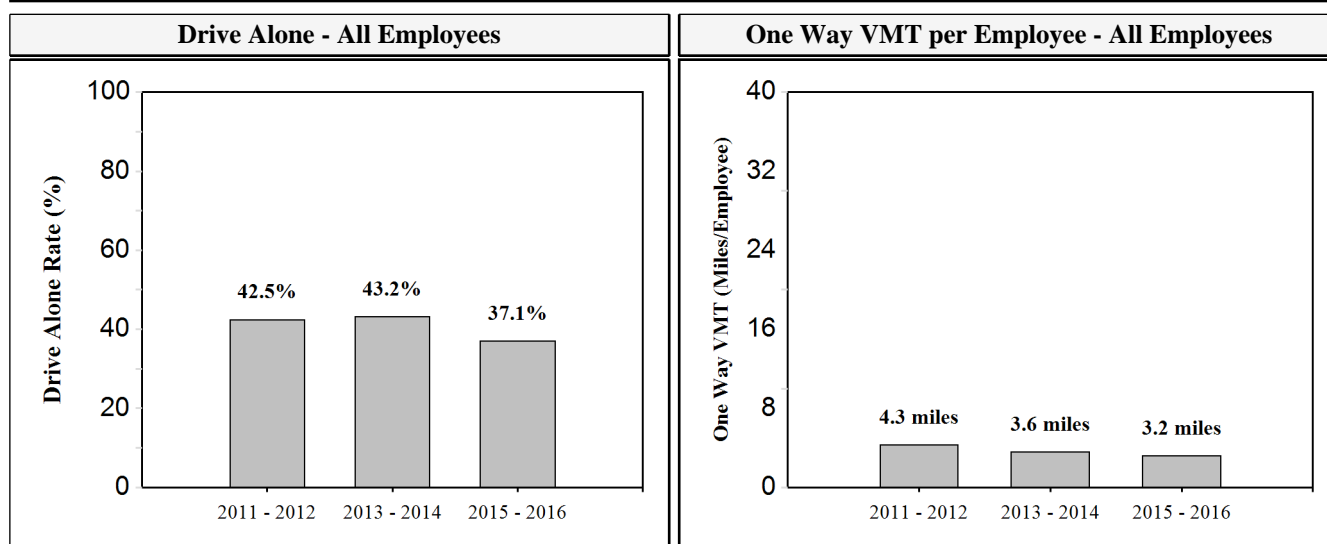 Drive Alone - All Employees
One Way VMT per Employee - All Employees
Drive Alone Rate (%)
100
80
60
40
20
0
42.5%
43.2%
37.1%
2011 - 2012
2013 - 2014
2015 - 2016
One Way VMT (Miles/Employee)
40
32
24
16
8
0
4.3 miles
3.6 miles
3.2 miles
2011 - 2012
2013 - 2014
2015 - 2016